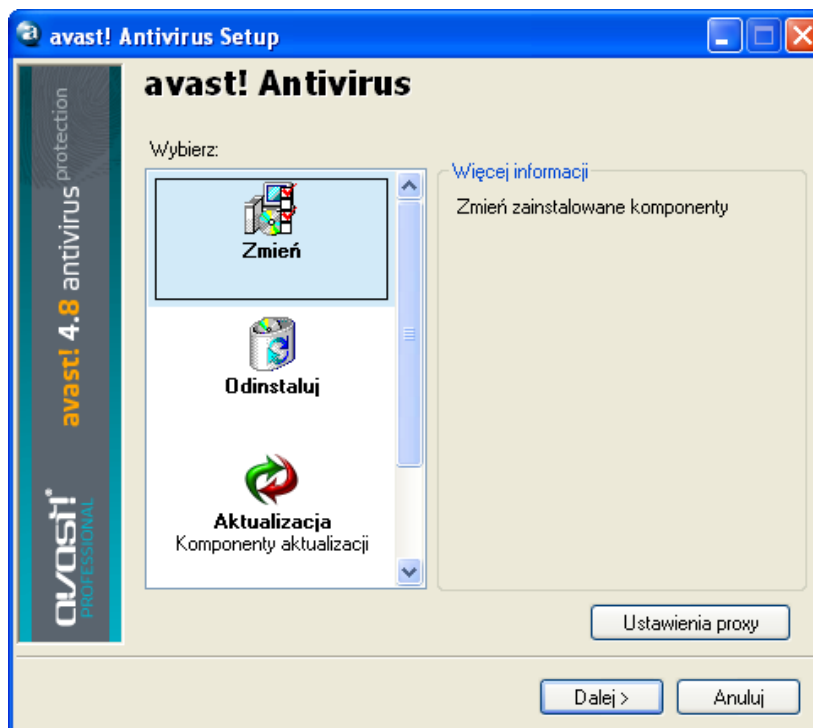 avast! Antivirus Setup
avast! Antivirus
Wybierz:
Zmień
Odinstaluj
Aktualizacja
Komponenty aktualizacji
Więcej informacji
Zmień zainstalowane komponenty
Ustawienia proxy
Dalej >
Anuluj
avast! 4.8 antivirus protection
avast!®
PROFESSIONAL